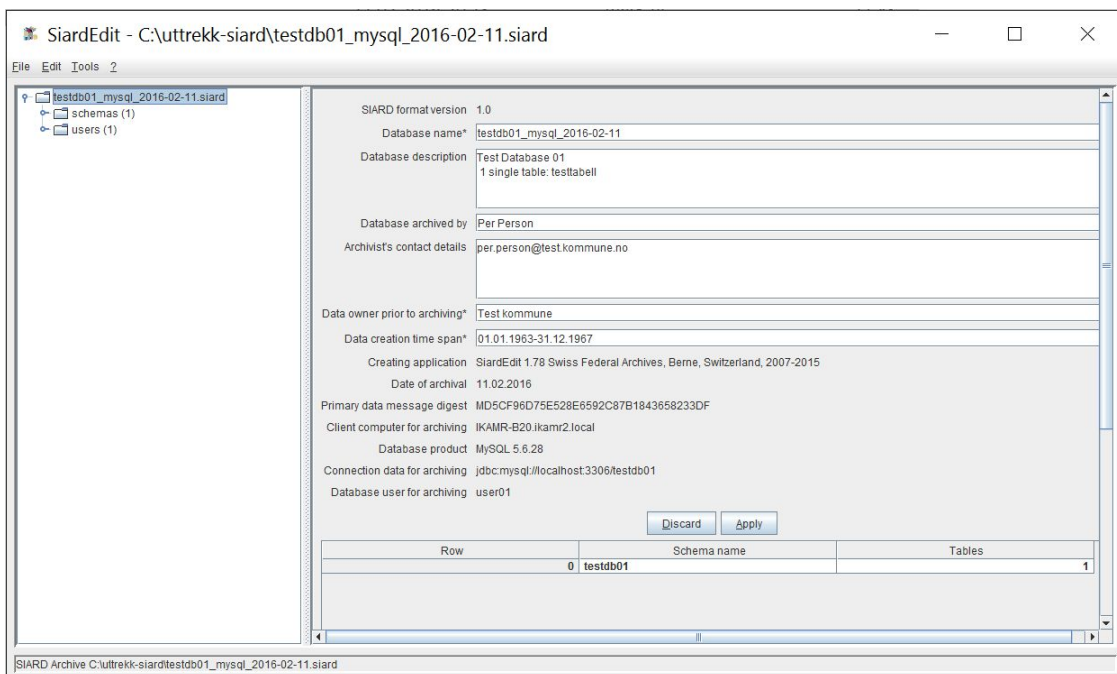 SiardEdit - C:\uttrekk-siard\testdb01_mysql_2016-02-11.siard
File Edit Tools ?
testdb01_mysql_2016-02-11.siard
schemas (1)
users (1)
SIARD format version 1.0
Database name* testdb01_mysql_2016-02-11
Database description Test Database 01
1 single table: testtabell
Database archived by Per Person
Archivist's contact details per.person@test.kommune.no
Data owner prior to archiving* Test kommune
Data creation time span* 01.01.1963-31.12.1967
Creating application SiardEdit 1.78 Swiss Federal Archives, Berne, Switzerland, 2007-2015
Date of archival 11.02.2016
Primary data message digest MD5CF96D75E528E6592C87B1843658233DF
Client computer for archiving IKAMR-B20.ikamr2.local
Database product MySQL 5.6.28
Connection data for archiving jdbc:mysql://localhost:3306/testdb01
Database user for archiving user01
Discard Apply
Row Schema name Tables
0 testdb01 1
SIARD Archive C:\uttrekk-siard\testdb01_mysql_2016-02-11.siard